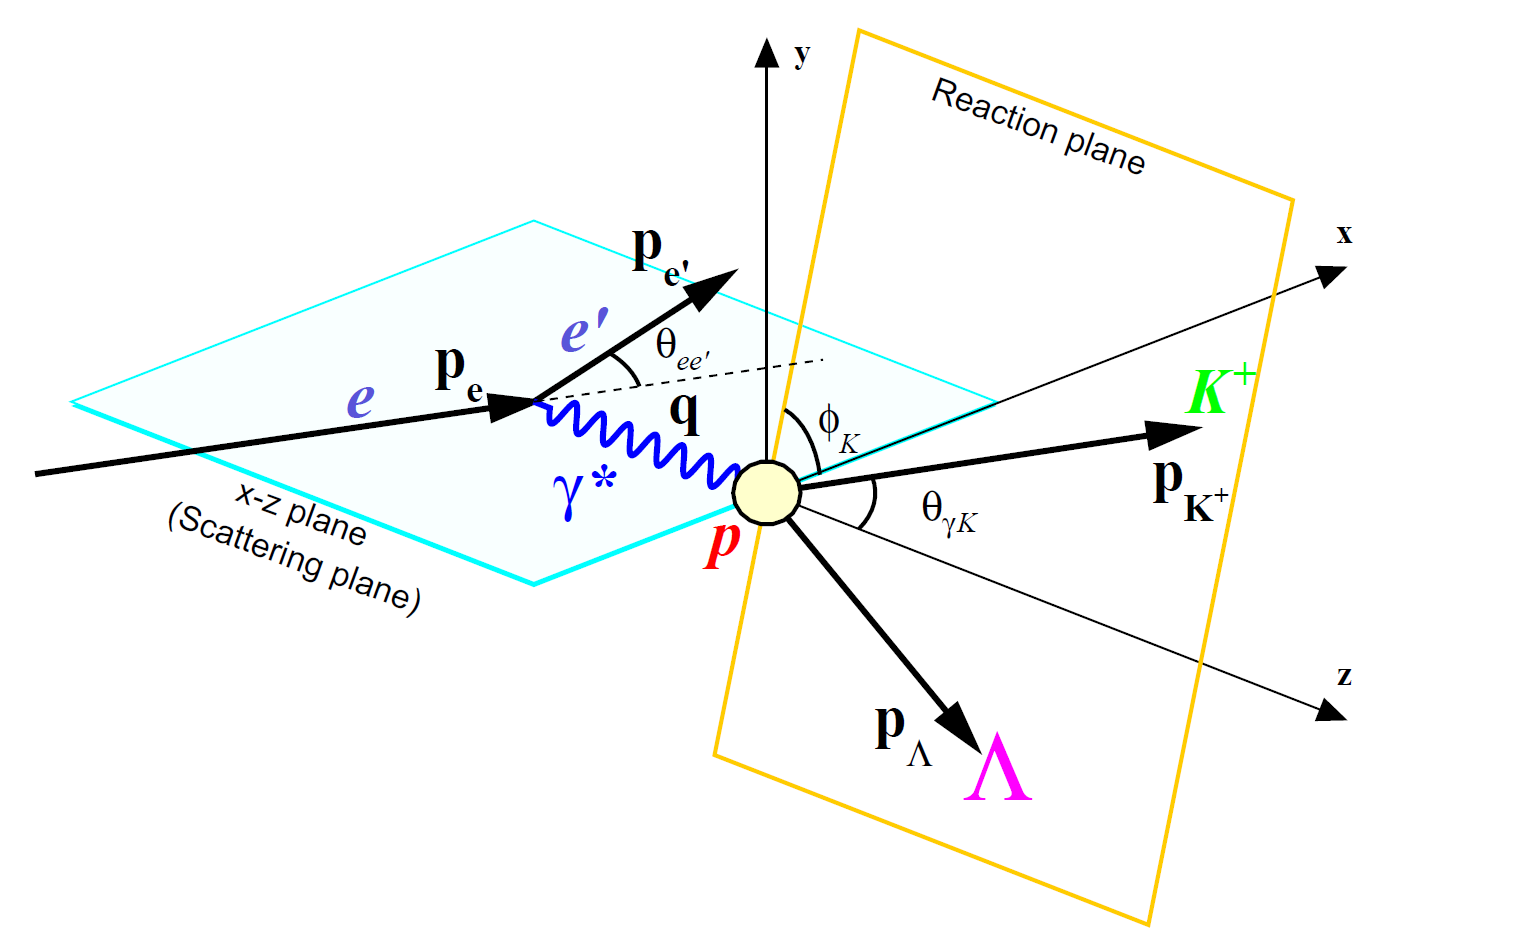 y
Reaction plane
x
p_e'
e'
θ_ee'
p_e
e
K⁺
q
ϕ_K
γ*
p_K⁺
θ_γK
x-z plane
(Scattering plane)
p
z
p_Λ
Λ